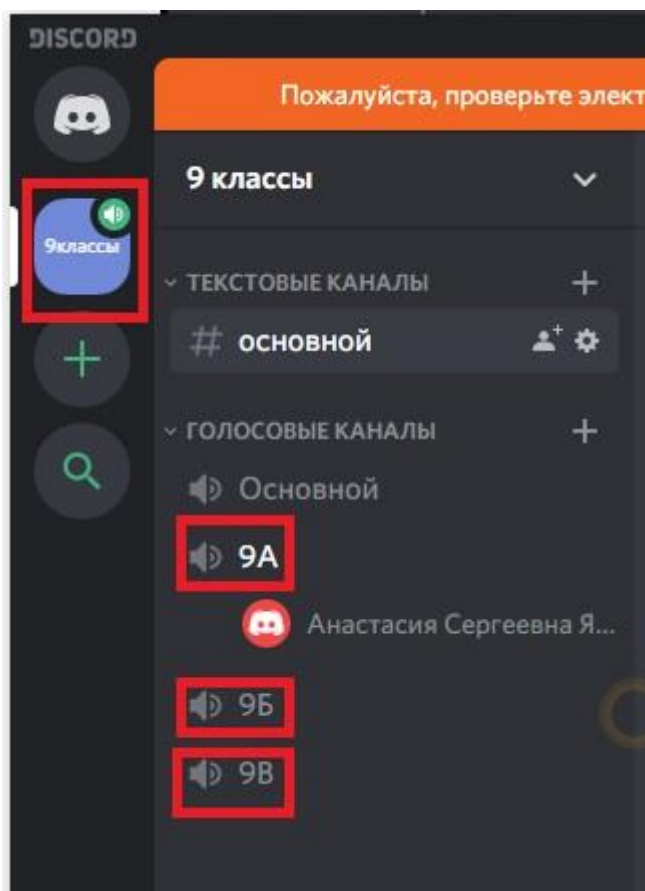 DISCORD
Пожалуйста, проверьте элект
9 классы
9классы
ТЕКСТОВЫЕ КАНАЛЫ
# основной
ГОЛОСОВЫЕ КАНАЛЫ
Основной
9А
Анастасия Сергеевна Я...
9Б
9В